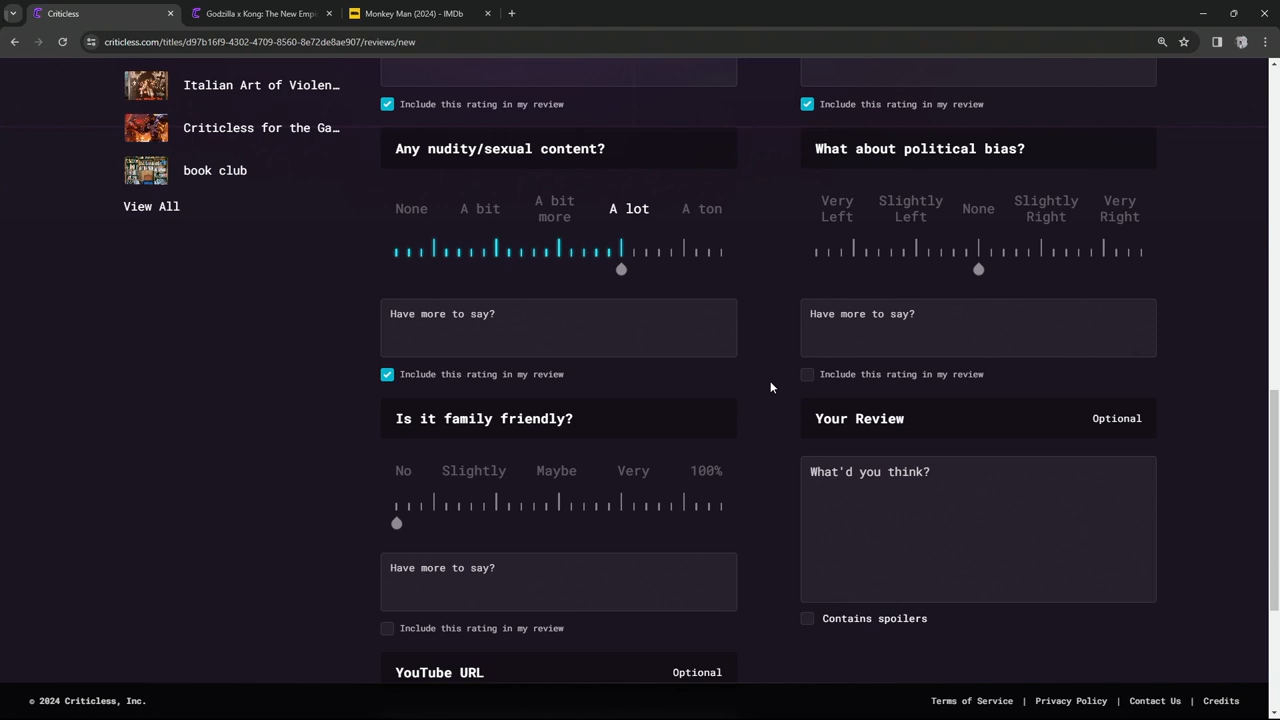 Criticless
Godzilla x Kong: The New Emp
Monkey Man (2024) - IMDb
criticless.com/titles/d97b16f9-4302-4709-8560-8e72de8ae907/reviews/new
Italian Art of Violen…
Criticless for the Ga…
book club
View All
Include this rating in my review
Include this rating in my review
Any nudity/sexual content?
What about political bias?
None
A bit
A bit
more
A lot
A ton
Very
Left
Slightly
Left
None
Slightly
Right
Very
Right
Have more to say?
Have more to say?
Include this rating in my review
Include this rating in my review
Is it family friendly?
Your Review
Optional
No
Slightly
Maybe
Very
100%
What'd you think?
Have more to say?
Include this rating in my review
Contains spoilers
YouTube URL
Optional
© 2024 Criticless, Inc.
Terms of Service | Privacy Policy | Contact Us | Credits